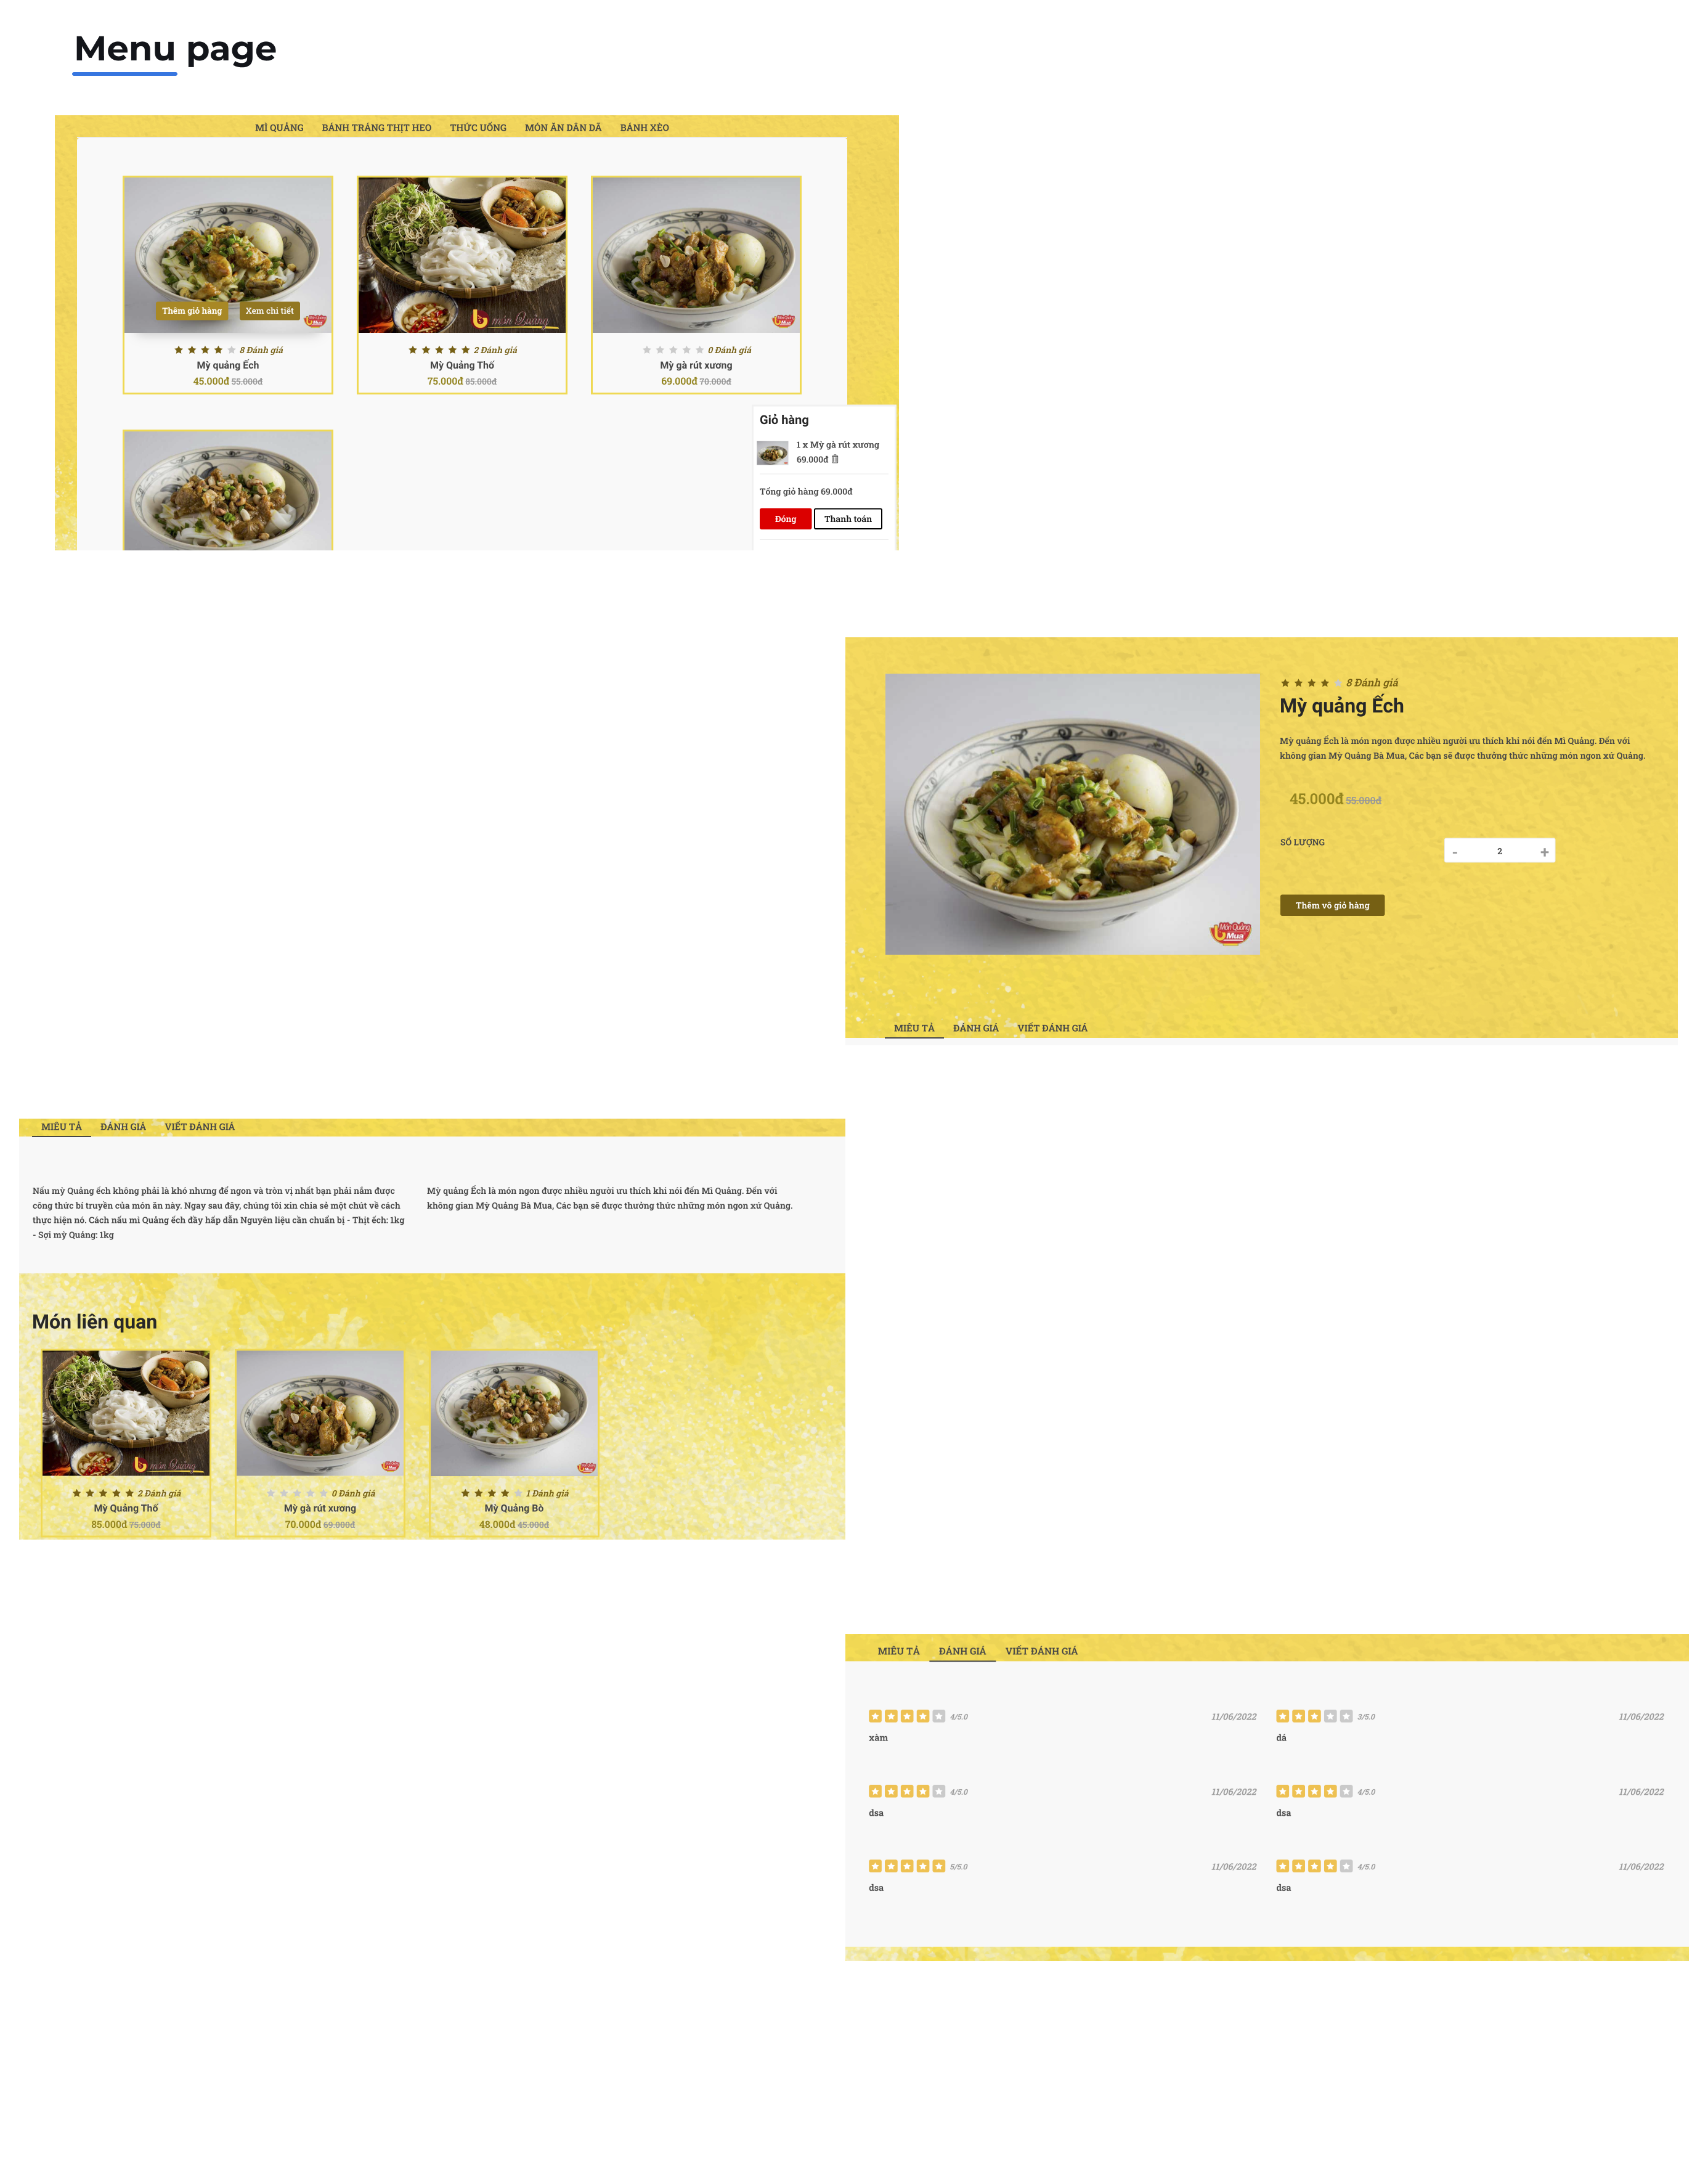 Menu page
MÌ QUẢNG BÁNH TRÁNG THỊT HEO THỨC UỐNG MÓN ĂN DÂN DÃ BÁNH XÈO
Thêm giỏ hàng Xem chi tiết
món Quảng
8 Đánh giá
Mỳ quảng Ếch
45.000đ 55.000đ
2 Đánh giá
Mỳ Quảng Thố
75.000đ 85.000đ
0 Đánh giá
Mỳ gà rút xương
69.000đ 70.000đ
Giỏ hàng
1 x Mỳ gà rút xương
69.000đ
Tổng giỏ hàng 69.000đ
Đóng Thanh toán
Món Quảng
Mua
8 Đánh giá
Mỳ quảng Ếch
Mỳ quảng Ếch là món ngon được nhiều người ưu thích khi nói đến Mì Quảng. Đến với
không gian Mỳ Quảng Bà Mua, Các bạn sẽ được thưởng thức những món ngon xứ Quảng.
45.000đ 55.000đ
SỐ LƯỢNG
- 2 +
Thêm vô giỏ hàng
MIÊU TẢ ĐÁNH GIÁ VIẾT ĐÁNH GIÁ
MIÊU TẢ ĐÁNH GIÁ VIẾT ĐÁNH GIÁ
Nấu mỳ Quảng ếch không phải là khó nhưng để ngon và tròn vị nhất bạn phải nắm được
công thức bí truyền của món ăn này. Ngay sau đây, chúng tôi xin chia sẻ một chút về cách
thực hiện nó. Cách nấu mì Quảng ếch đầy hấp dẫn Nguyên liệu cần chuẩn bị - Thịt ếch: 1kg
- Sợi mỳ Quảng: 1kg
Mỳ quảng Ếch là món ngon được nhiều người ưu thích khi nói đến Mì Quảng. Đến với
không gian Mỳ Quảng Bà Mua, Các bạn sẽ được thưởng thức những món ngon xứ Quảng.
Món liên quan
món Quảng
2 Đánh giá
Mỳ Quảng Thố
85.000đ 75.000đ
0 Đánh giá
Mỳ gà rút xương
70.000đ 69.000đ
1 Đánh giá
Mỳ Quảng Bò
48.000đ 45.000đ
MIÊU TẢ ĐÁNH GIÁ VIẾT ĐÁNH GIÁ
4/5.0 11/06/2022
xàm
3/5.0 11/06/2022
dá
4/5.0 11/06/2022
dsa
4/5.0 11/06/2022
dsa
5/5.0 11/06/2022
dsa
4/5.0 11/06/2022
dsa